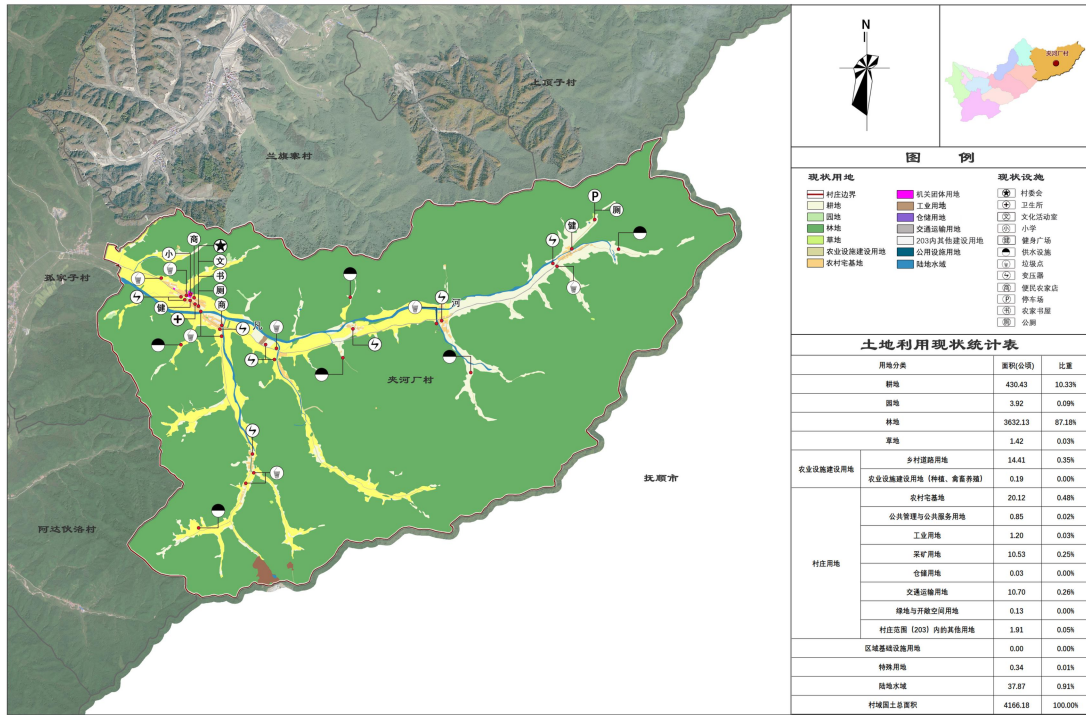 上顶子村
兰旗寨村
孤家子村
夹河厂村
阿达伏洛村
抚顺市
河
商
小
文
书
厕
商
健
P
厕
健
N
夹河厂村
图 例
现状用地
村庄边界
耕地
园地
林地
草地
农业设施建设用地
农村宅基地
机关团体用地
工业用地
仓储用地
交通运输用地
203内其他建设用地
公用设施用地
陆地水域
现状设施
村委会
卫生所
文 文化活动室
小 小学
健 健身广场
供水设施
垃圾点
变压器
商 便民农家店
P 停车场
书 农家书屋
厕 公厕
土地利用现状统计表
用地分类 面积(公顷) 比重
耕地 430.43 10.33%
园地 3.92 0.09%
林地 3632.13 87.18%
草地 1.42 0.03%
农业设施建设用地 乡村道路用地 14.41 0.35%
农业设施建设用地（种植、禽畜养殖） 0.19 0.00%
村庄用地 农村宅基地 20.12 0.48%
公共管理与公共服务用地 0.85 0.02%
工业用地 1.20 0.03%
采矿用地 10.53 0.25%
仓储用地 0.03 0.00%
交通运输用地 10.70 0.26%
绿地与开敞空间用地 0.13 0.00%
村庄范围（203）内的其他用地 1.91 0.05%
区域基础设施用地 0.00 0.00%
特殊用地 0.34 0.01%
陆地水域 37.87 0.91%
村域国土总面积 4166.18 100.00%